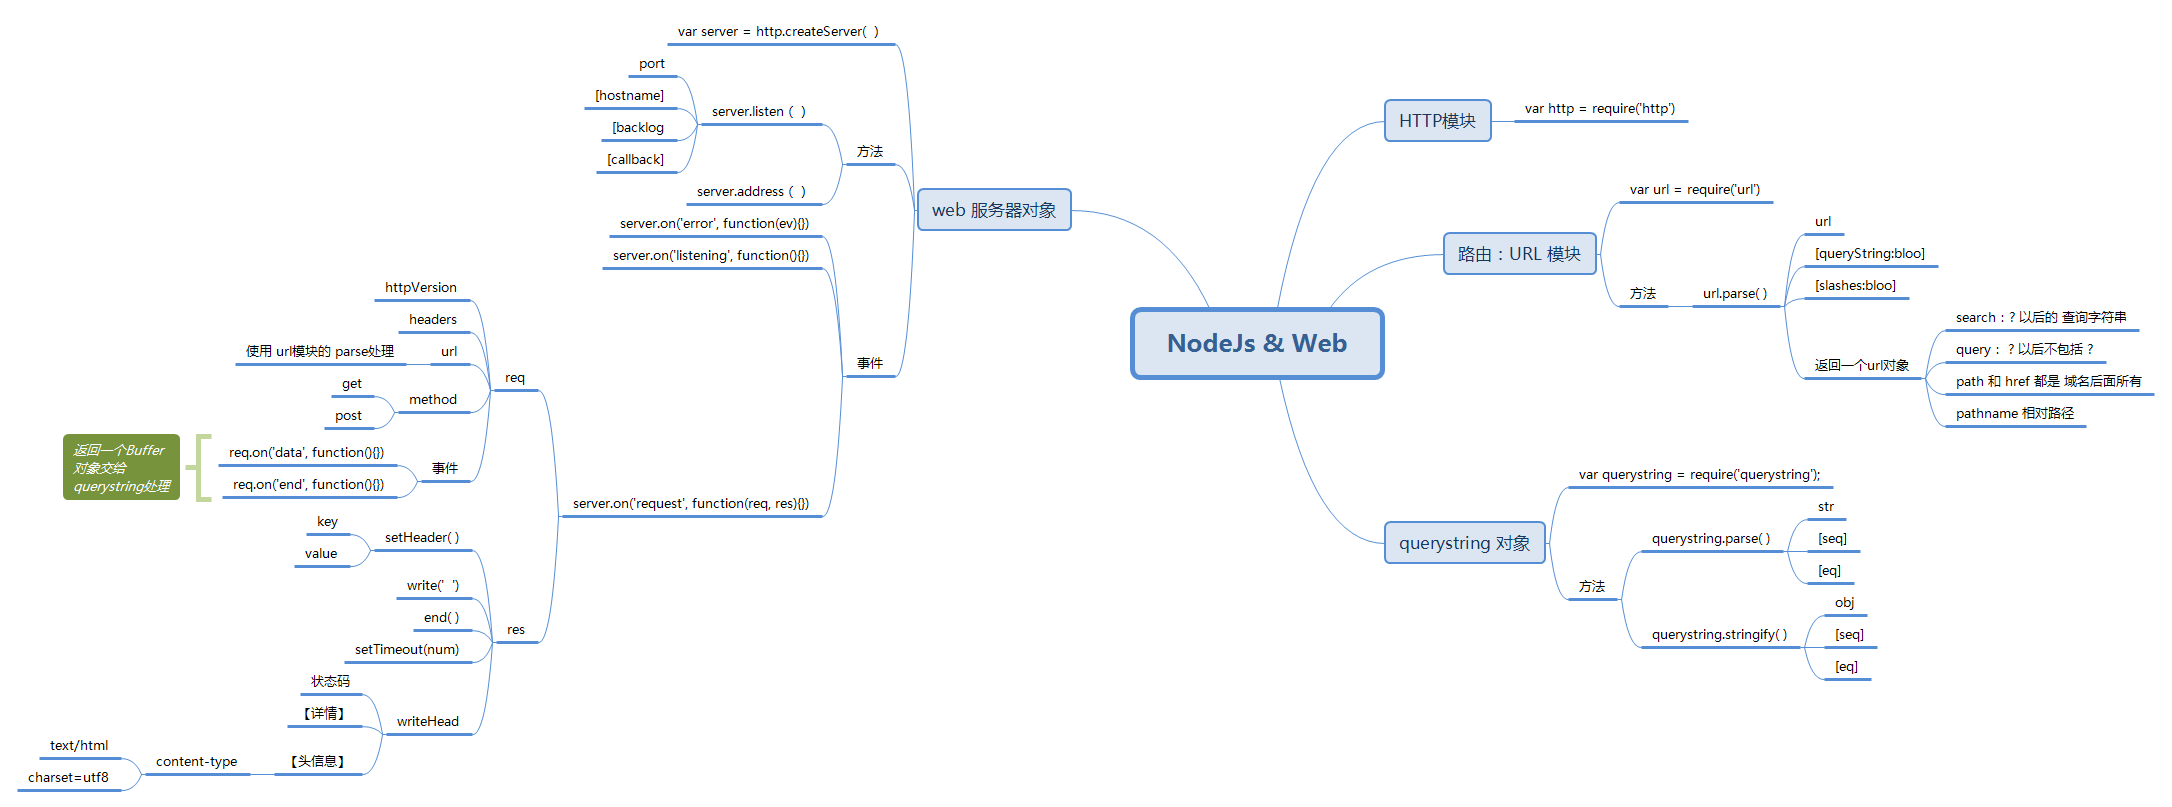 NodeJs & Web
HTTP模块
var http = require('http')
路由：URL 模块
var url = require('url')
方法
url.parse( )
url
[queryString:bloo]
[slashes:bloo]
返回一个url对象
search：? 以后的 查询字符串
query： ? 以后不包括 ?
path 和 href 都是 域名后面所有
pathname 相对路径
querystring 对象
var querystring = require('querystring');
方法
querystring.parse( )
str
[seq]
[eq]
querystring.stringify( )
obj
[seq]
[eq]
web 服务器对象
var server = http.createServer( )
方法
server.listen ( )
port
[hostname]
[backlog
[callback]
server.address ( )
事件
server.on('error', function(ev){})
server.on('listening', function(){})
server.on('request', function(req, res){})
req
httpVersion
headers
url
使用 url模块的 parse处理
method
get
post
事件
req.on('data', function(){})
req.on('end', function(){})
返回一个Buffer
对象交给
querystring处理
res
setHeader( )
key
value
write(' ')
end( )
setTimeout(num)
writeHead
状态码
【详情】
【头信息】
content-type
text/html
charset=utf8